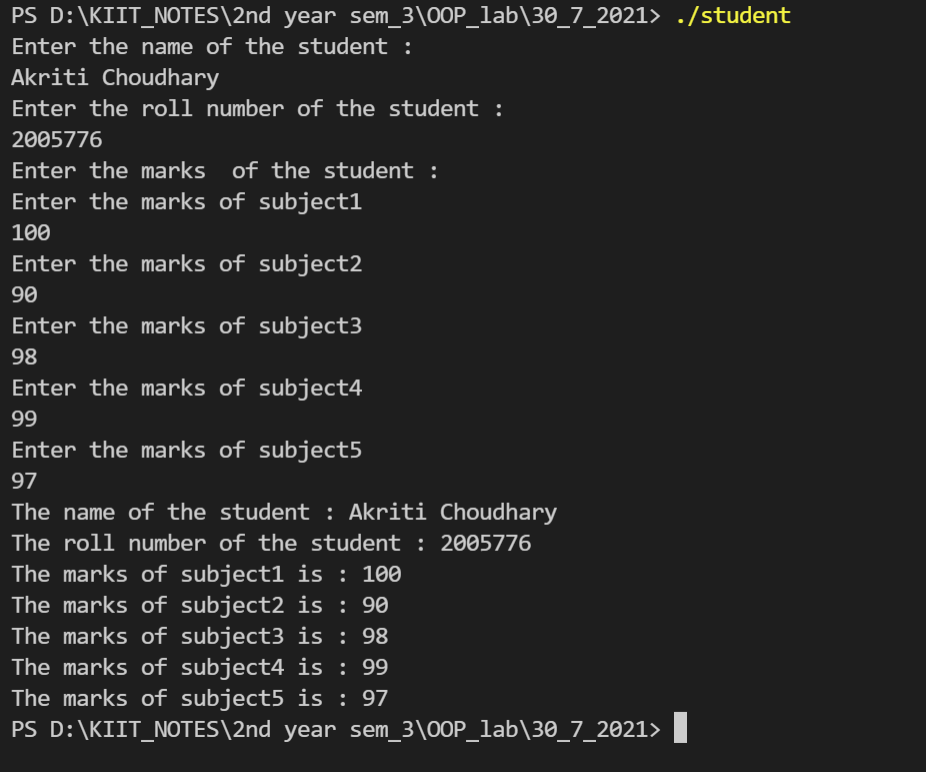 PS D:\KIIT_NOTES\2nd year sem_3\OOP_lab\30_7_2021> ./student
Enter the name of the student :
Akriti Choudhary
Enter the roll number of the student :
2005776
Enter the marks  of the student :
Enter the marks of subject1
100
Enter the marks of subject2
90
Enter the marks of subject3
98
Enter the marks of subject4
99
Enter the marks of subject5
97
The name of the student : Akriti Choudhary
The roll number of the student : 2005776
The marks of subject1 is : 100
The marks of subject2 is : 90
The marks of subject3 is : 98
The marks of subject4 is : 99
The marks of subject5 is : 97
PS D:\KIIT_NOTES\2nd year sem_3\OOP_lab\30_7_2021>